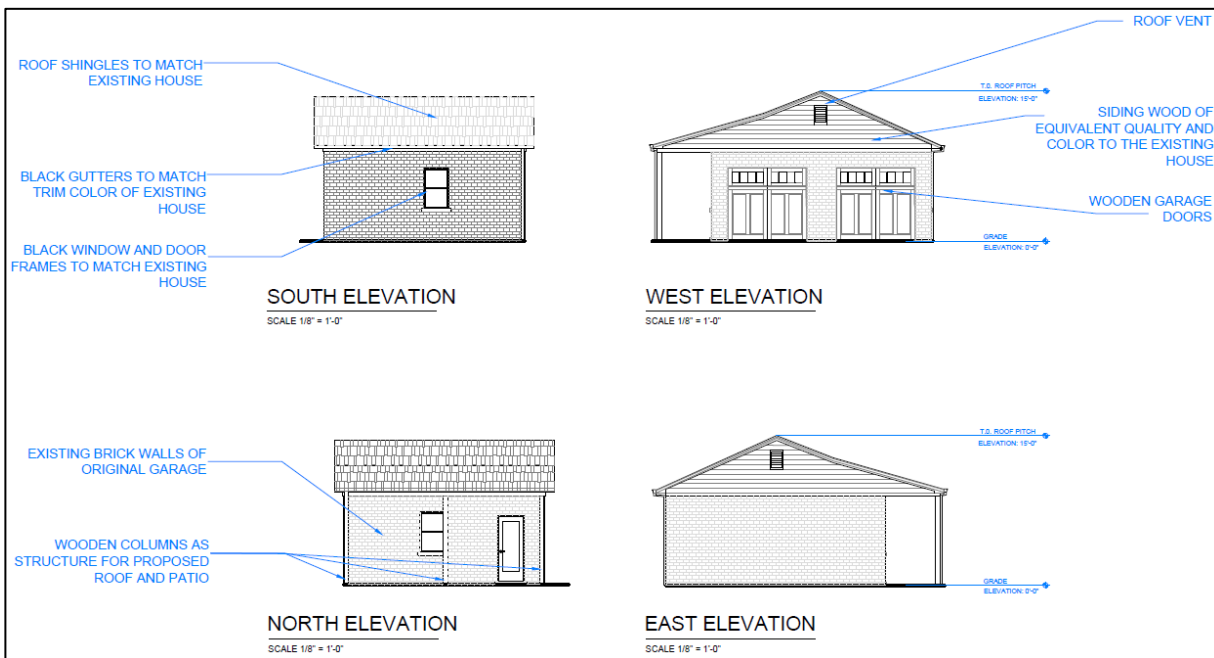 ROOF VENT
ROOF SHINGLES TO MATCH
EXISTING HOUSE
T.O. ROOF PITCH
ELEVATION: 15'-0"
SIDING WOOD OF
EQUIVALENT QUALITY AND
COLOR TO THE EXISTING
HOUSE
BLACK GUTTERS TO MATCH
TRIM COLOR OF EXISTING
HOUSE
WOODEN GARAGE
DOORS
BLACK WINDOW AND DOOR
FRAMES TO MATCH EXISTING
HOUSE
GRADE
ELEVATION: 0'-0"
SOUTH ELEVATION
SCALE 1/8" = 1'-0"
WEST ELEVATION
SCALE 1/8" = 1'-0"
T.O. ROOF PITCH
ELEVATION: 15'-0"
EXISTING BRICK WALLS OF
ORIGINAL GARAGE
WOODEN COLUMNS AS
STRUCTURE FOR PROPOSED
ROOF AND PATIO
GRADE
ELEVATION: 0'-0"
NORTH ELEVATION
SCALE 1/8" = 1'-0"
EAST ELEVATION
SCALE 1/8" = 1'-0"